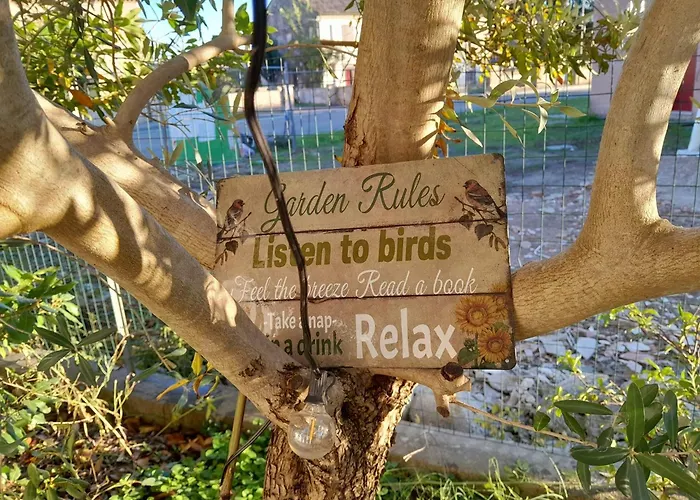 Garden Rules
Listen to birds
Feel the breeze Read a book
-Take a nap-
a drink Relax